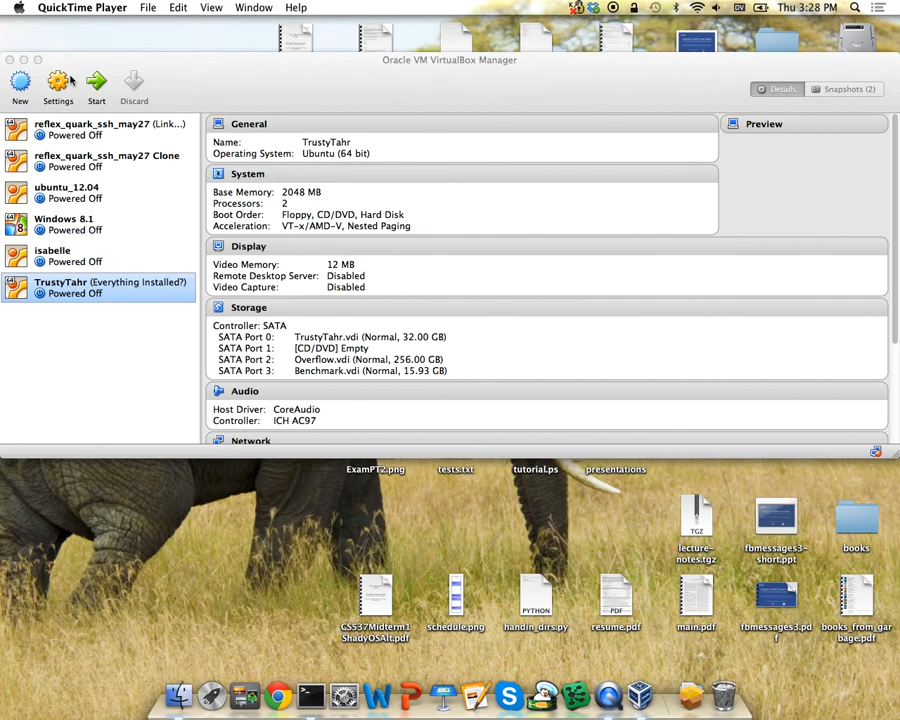 QuickTime Player File Edit View Window Help
Thu 3:28 PM
Oracle VM VirtualBox Manager
New Settings Start Discard
Details Snapshots (2)
reflex_quark_ssh_may27 (Link...)
Powered Off
reflex_quark_ssh_may27 Clone
Powered Off
ubuntu_12.04
Powered Off
Windows 8.1
Powered Off
isabelle
Powered Off
TrustyTahr (Everything Installed?)
Powered Off
General
Name: TrustyTahr
Operating System: Ubuntu (64 bit)
System
Base Memory: 2048 MB
Processors: 2
Boot Order: Floppy, CD/DVD, Hard Disk
Acceleration: VT-x/AMD-V, Nested Paging
Display
Video Memory: 12 MB
Remote Desktop Server: Disabled
Video Capture: Disabled
Storage
Controller: SATA
SATA Port 0: TrustyTahr.vdi (Normal, 32.00 GB)
SATA Port 1: [CD/DVD] Empty
SATA Port 2: Overflow.vdi (Normal, 256.00 GB)
SATA Port 3: Benchmark.vdi (Normal, 15.93 GB)
Audio
Host Driver: CoreAudio
Controller: ICH AC97
Network
Preview
ExamPT2.png tests.txt tutorial.ps presentations
TGZ
lecture-
notes.tgz
fbmessages3-
short.ppt
books
CS537Midterm1
ShadyOSAlt.pdf
schedule.png
PYTHON
handin_dirs.py
PDF
resume.pdf
main.pdf
fbmessages3.pd
f
books_from_gar
bage.pdf